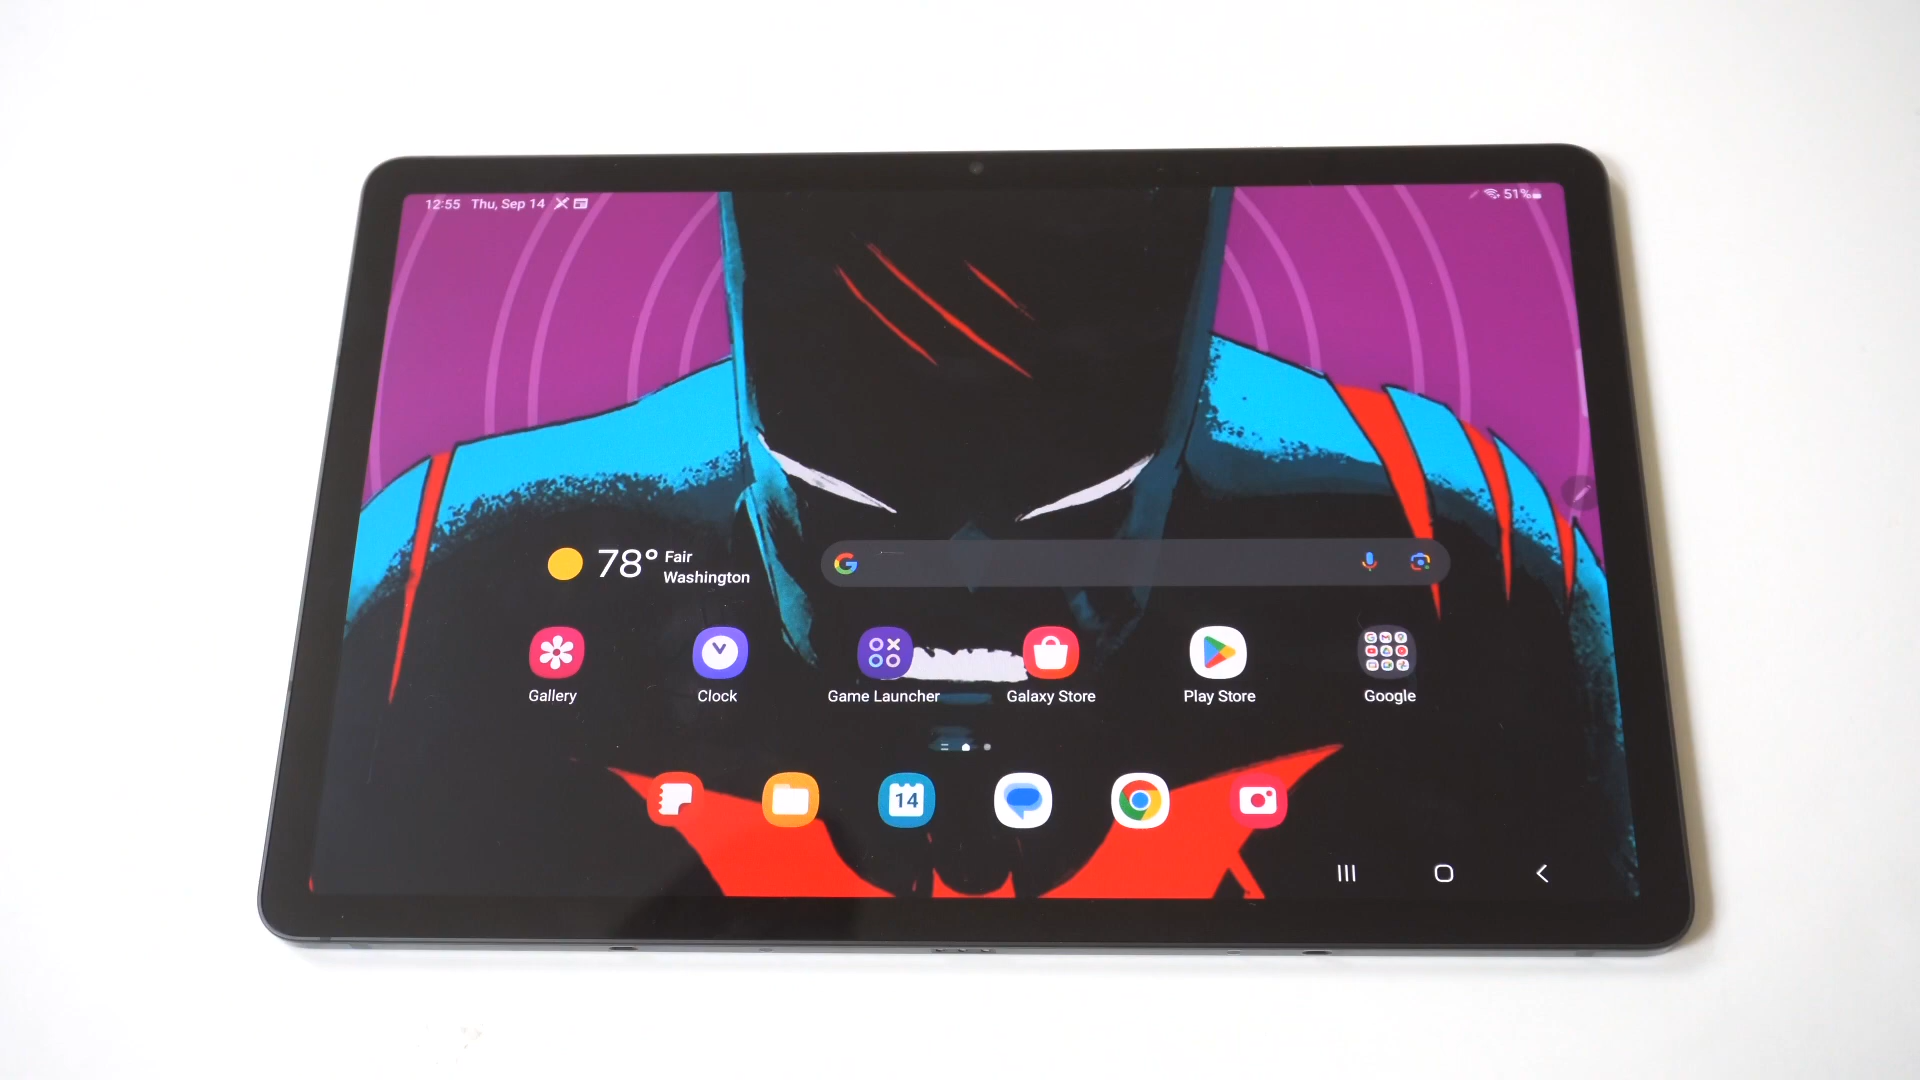 12:55 Thu, Sep 14
51%
78° Fair
Washington
Gallery
Clock
Game Launcher
Galaxy Store
Play Store
Google
14